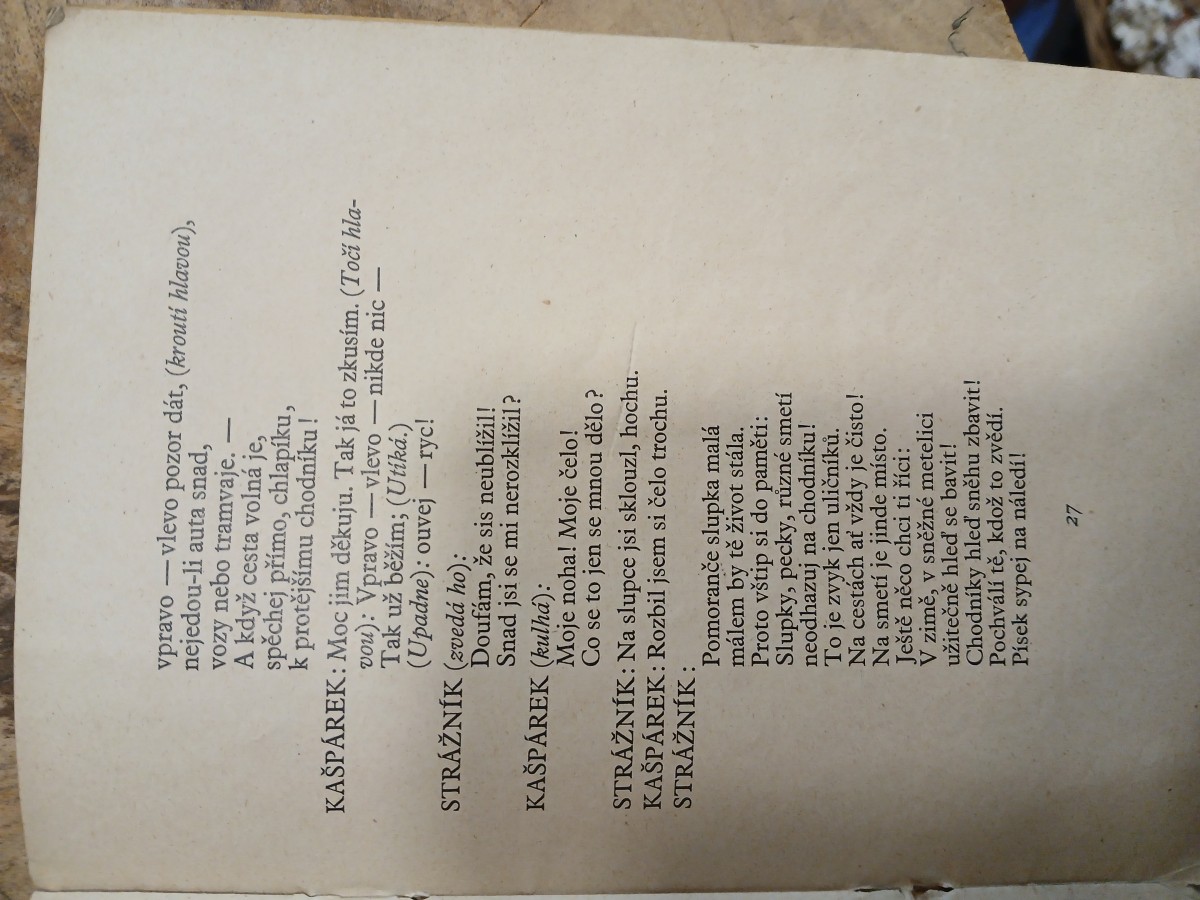 vpravo — vlevo pozor dát, (kroutí hlavou),
nejedou-li auta snad,
vozy nebo tramvaje. —
A když cesta volná je,
spěchej přímo, chlapíku,
k protějšímu chodníku!
KAŠPÁREK: Moc jim děkuju. Tak já to zkusím. (Točí hla-
vou): Vpravo — vlevo — nikde nic —
Tak už běžím; (Utíká.)
(Upadne): ouvej — ryc!
STRÁŽNÍK (zvedá ho):
Doufám, že sis neublížil!
Snad jsi se mi nerozklížil?
KAŠPÁREK (kulhá):
Moje noha! Moje čelo!
Co se to jen se mnou dělo?
STRÁŽNÍK: Na slupce jsi sklouzl, hochu.
KAŠPÁREK: Rozbil jsem si čelo trochu.
STRÁŽNÍK:
Pomoranče slupka malá
málem by tě život stála.
Proto vštip si do paměti:
Slupky, pecky, různé smetí
neodhazuj na chodníku!
To je zvyk jen uličníků.
Na cestách ať vždy je čisto!
Na smetí je jinde místo.
Ještě něco chci ti říci:
V zimě, v sněžné metelici
užitečně hleď se bavit!
Chodníky hleď sněhu zbavit!
Pochválí tě, kdož to zvědí.
Písek sypej na náledí!
27